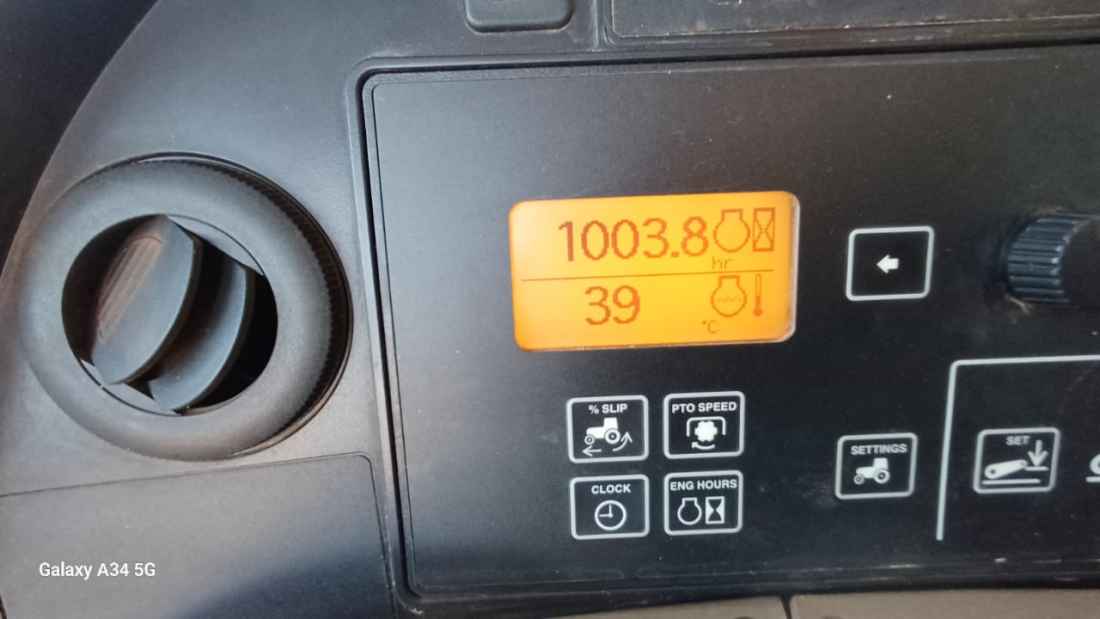 1003.8
hr
39
°C
% SLIP
PTO SPEED
CLOCK
ENG HOURS
SETTINGS
SET
Galaxy A34 5G